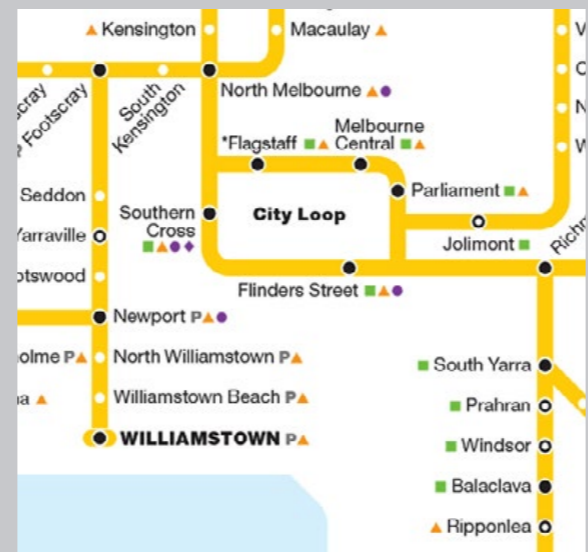 Kensington
Macaulay
North Melbourne
Footscray
South
Kensington
*Flagstaff
Melbourne
Central
Parliament
Seddon
Southern
Cross
City Loop
Jolimont
Flinders Street
Newport P
North Williamstown P
South Yarra
Williamstown Beach P
Prahran
WILLIAMSTOWN P
Windsor
Balaclava
Ripponlea